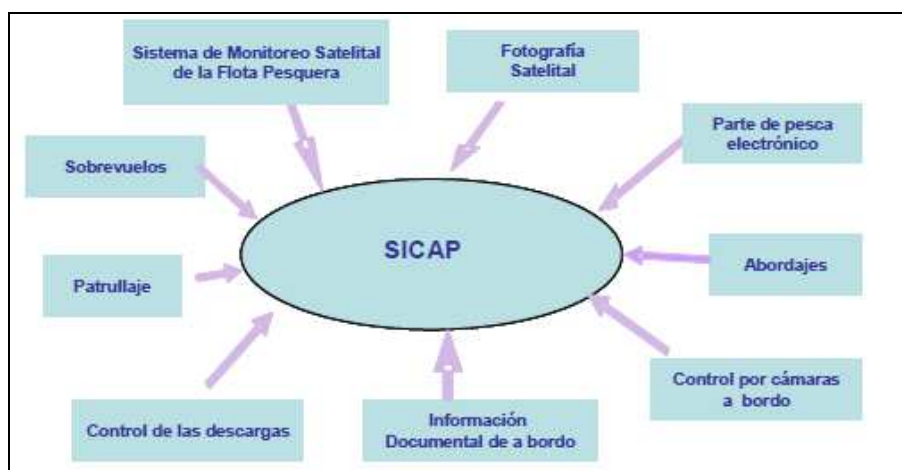 Sistema de Monitoreo Satelital
de la Flota Pesquera
Fotografía
Satelital
Parte de pesca
electrónico
Sobrevuelos
SICAP
Abordajes
Patrullaje
Control por cámaras
a bordo
Control de las descargas
Información
Documental de a bordo